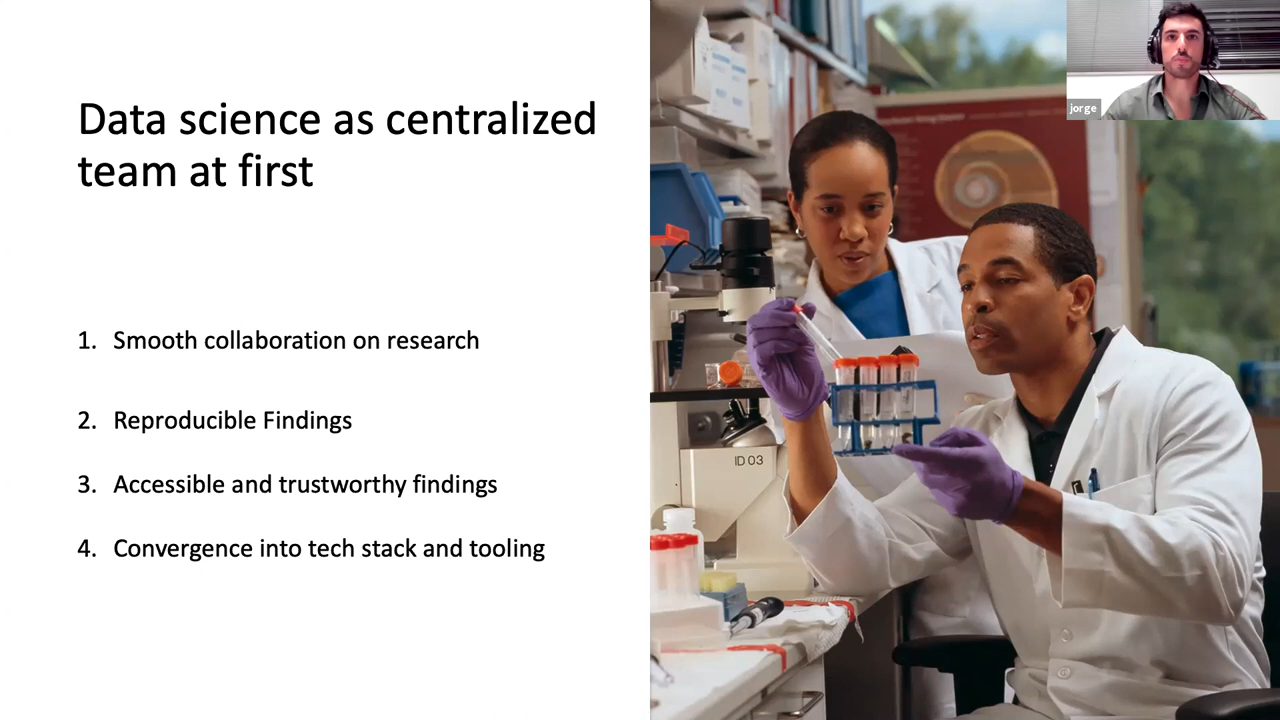 Data science as centralized
team at first
1. Smooth collaboration on research
2. Reproducible Findings
3. Accessible and trustworthy findings
4. Convergence into tech stack and tooling
jorge
ID 03